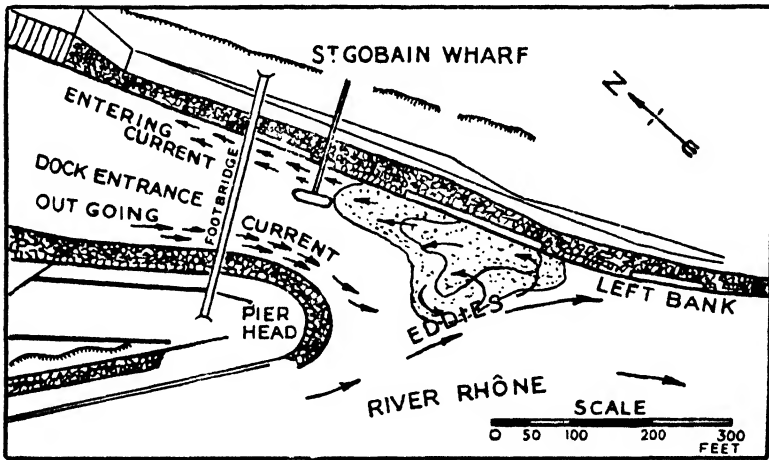 ST GOBAIN WHARF
N
ENTERING
CURRENT
DOCK ENTRANCE
OUT GOING
FOOTBRIDGE
CURRENT
PIER
HEAD
EDDIES
LEFT BANK
RIVER RHÔNE
SCALE
0 50 100 200 300
FEET